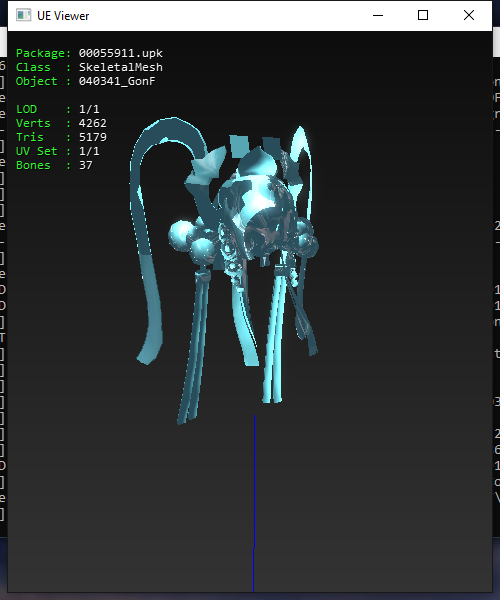 UE Viewer
Package: 00055911.upk
Class  : SkeletalMesh
Object : 040341_GonF
LOD    : 1/1
Verts  : 4262
Tris   : 5179
UV Set : 1/1
Bones  : 37